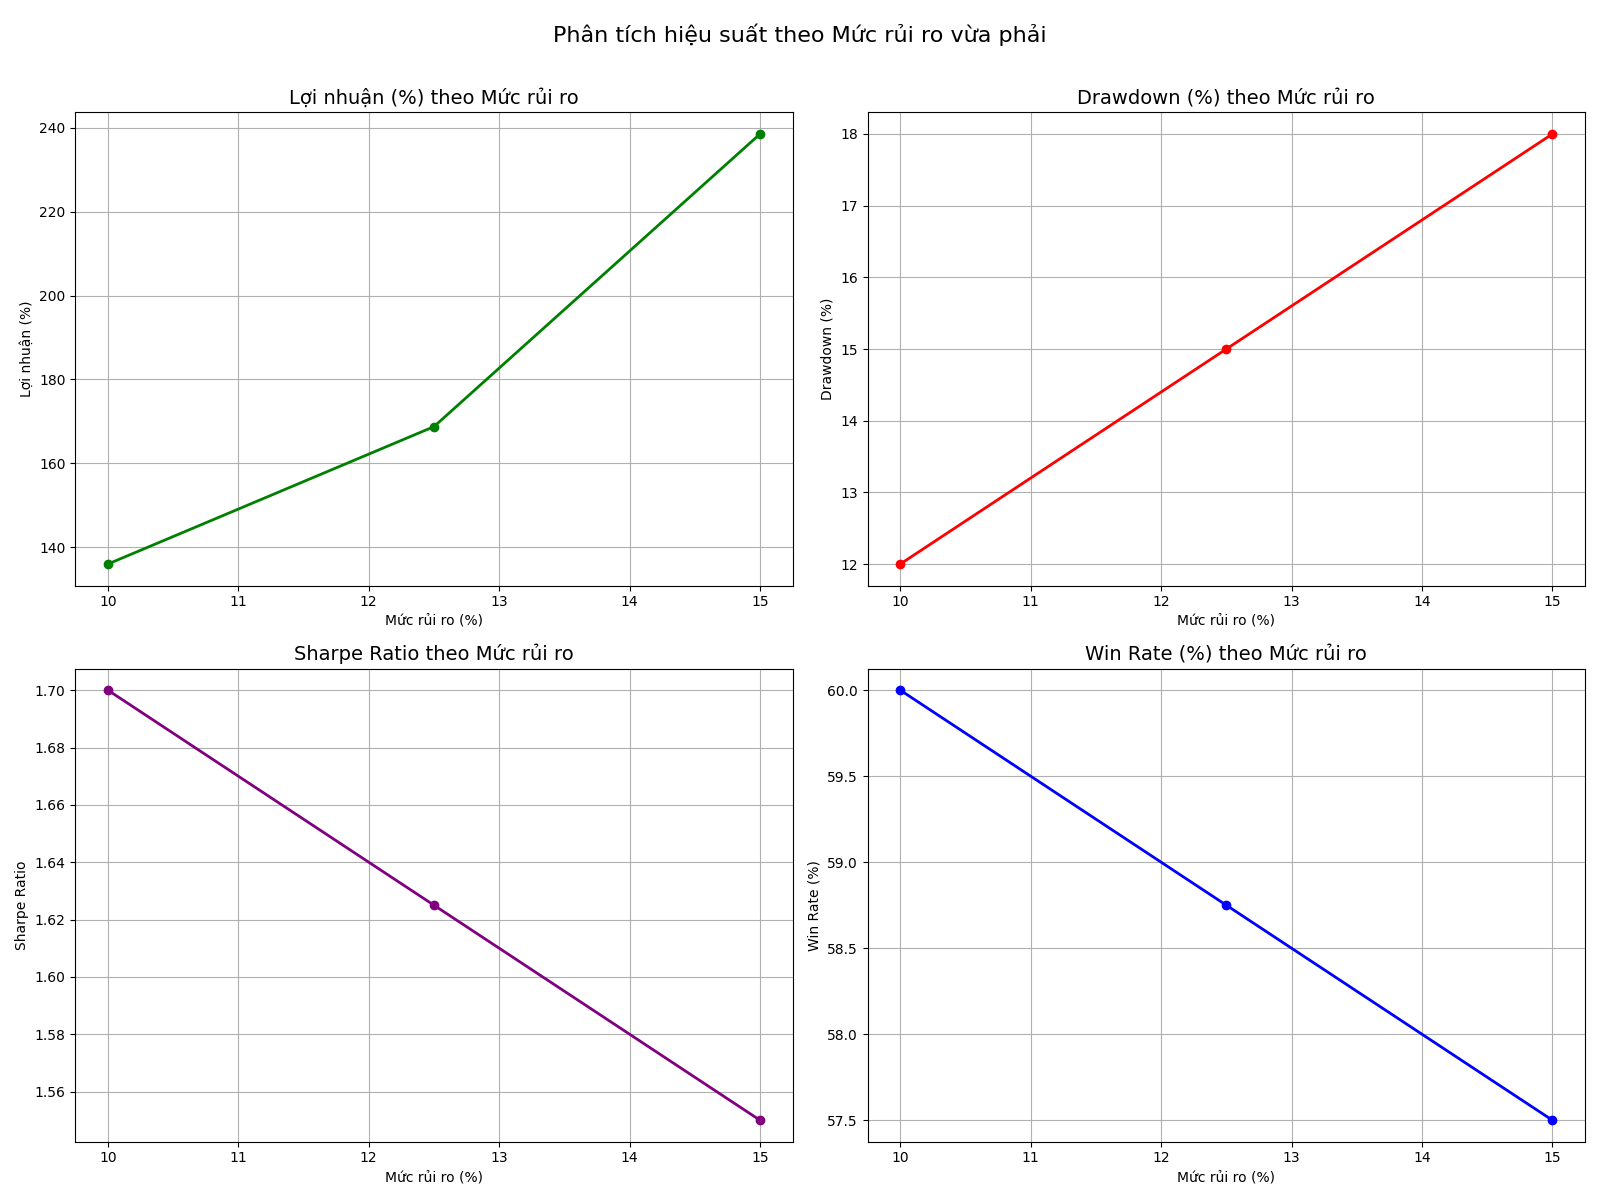 Phân tích hiệu suất theo Mức rủi ro vừa phải
Lợi nhuận (%) theo Mức rủi ro
240
220
200
180
160
140
Lợi nhuận (%)
10 11 12 13 14 15
Mức rủi ro (%)
Drawdown (%) theo Mức rủi ro
18
17
16
15
14
13
12
Drawdown (%)
10 11 12 13 14 15
Mức rủi ro (%)
Sharpe Ratio theo Mức rủi ro
1.70
1.68
1.66
1.64
1.62
1.60
1.58
1.56
Sharpe Ratio
10 11 12 13 14 15
Mức rủi ro (%)
Win Rate (%) theo Mức rủi ro
60.0
59.5
59.0
58.5
58.0
57.5
Win Rate (%)
10 11 12 13 14 15
Mức rủi ro (%)